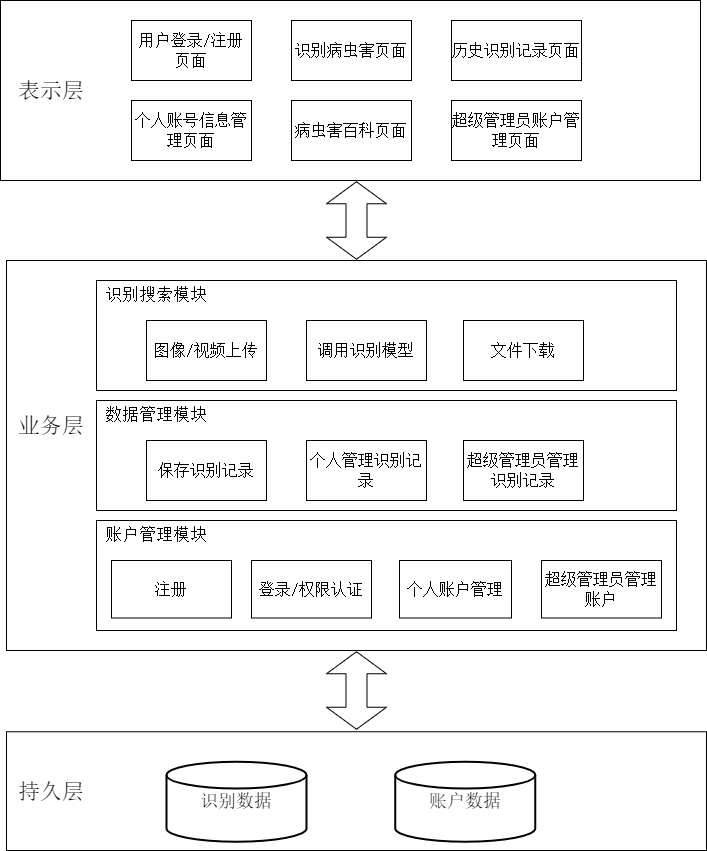 表示层
用户登录/注册
页面
识别病虫害页面
历史识别记录页面
个人账号信息管
理页面
病虫害百科页面
超级管理员账户管
理页面
业务层
识别搜索模块
图像/视频上传
调用识别模型
文件下载
数据管理模块
保存识别记录
个人管理识别记
录
超级管理员管理
识别记录
账户管理模块
注册
登录/权限认证
个人账户管理
超级管理员管理
账户
持久层
识别数据
账户数据